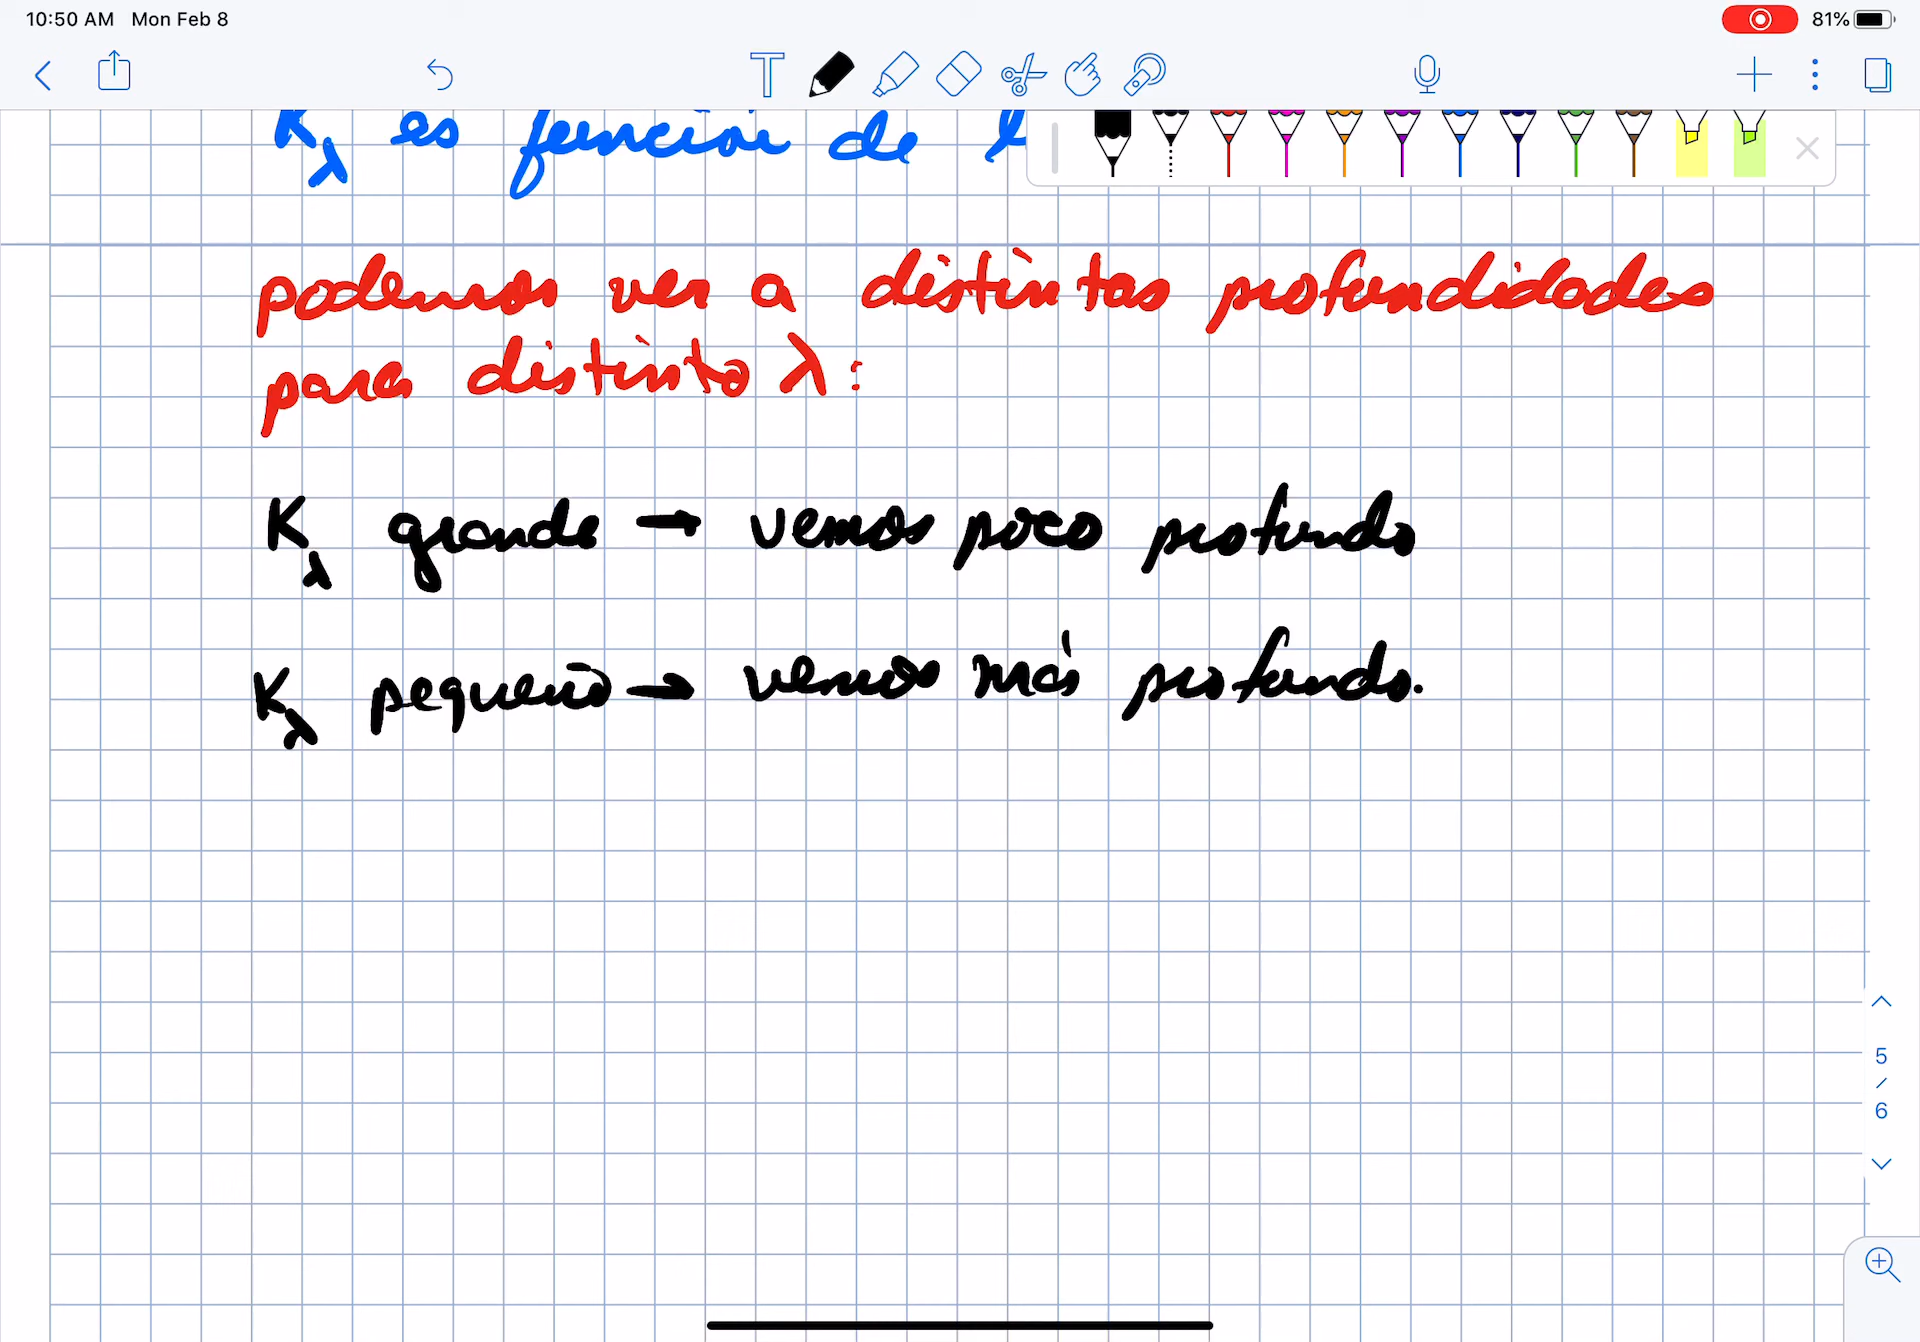 10:50 AM Mon Feb 8
81%
T
Kλ es función de l
podemos ver a distintas profundidades
para distinto λ:
Kλ grande → vemos poco profundo
Kλ pequeño → vemos más profundo.
5
/
6